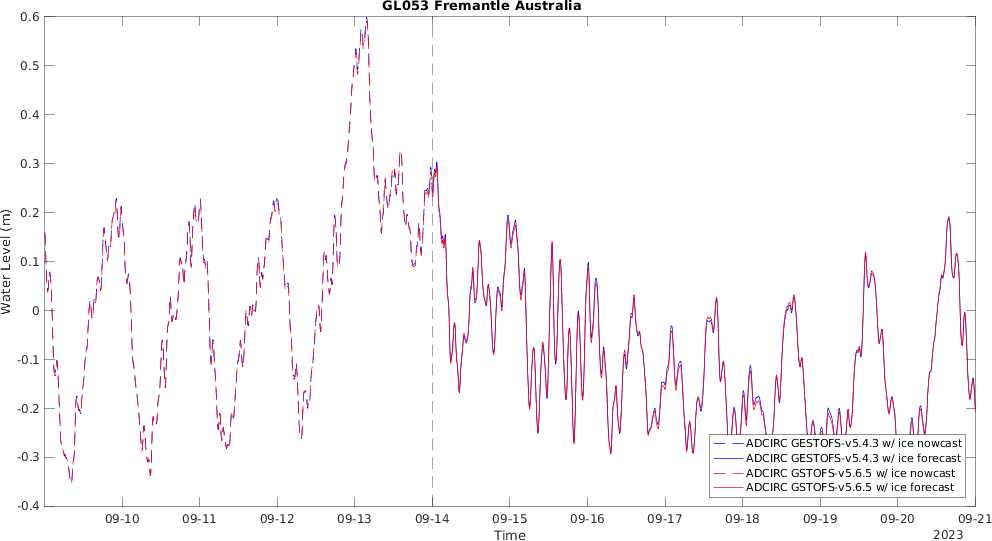 GL053 Fremantle Australia
0.6
0.5
0.4
0.3
0.2
0.1
0
-0.1
-0.2
-0.3
-0.4
Water Level (m)
ADCIRC GESTOFS-v5.4.3 w/ ice nowcast
ADCIRC GESTOFS-v5.4.3 w/ ice forecast
ADCIRC GSTOFS-v5.6.5 w/ ice nowcast
ADCIRC GSTOFS-v5.6.5 w/ ice forecast
09-10 09-11 09-12 09-13 09-14 09-15 09-16 09-17 09-18 09-19 09-20 09-21
Time
2023